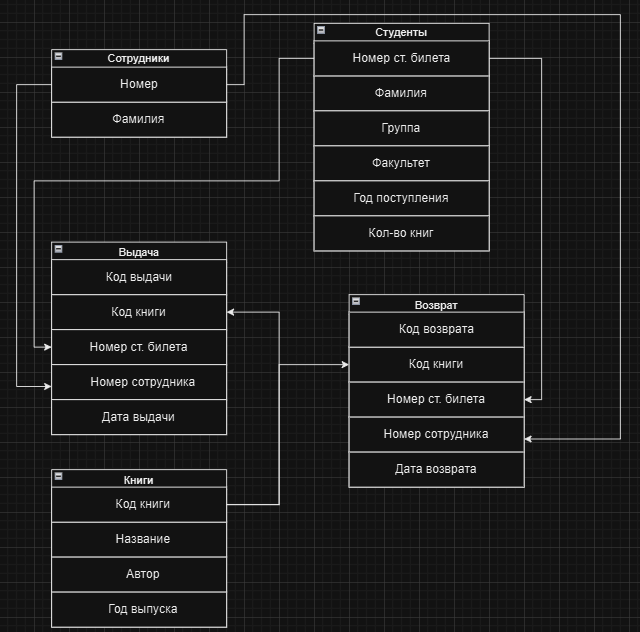 Сотрудники
Номер
Фамилия
Студенты
Номер ст. билета
Фамилия
Группа
Факультет
Год поступления
Кол-во книг
Выдача
Код выдачи
Код книги
Номер ст. билета
Номер сотрудника
Дата выдачи
Возврат
Код возврата
Код книги
Номер ст. билета
Номер сотрудника
Дата возврата
Книги
Код книги
Название
Автор
Год выпуска